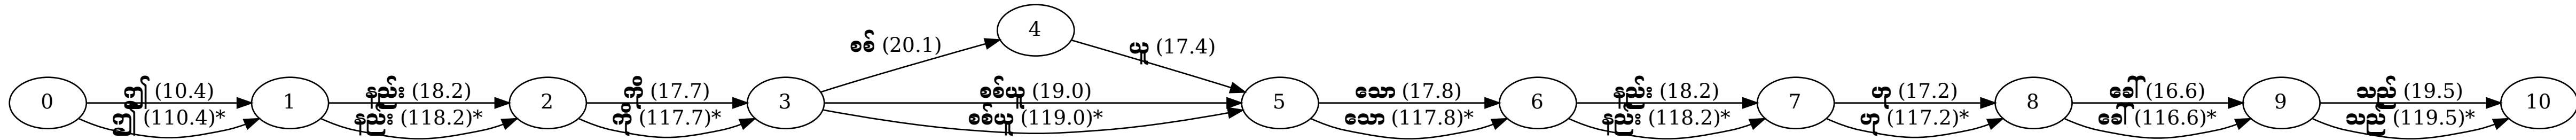 4
စစ် (20.1)
ယူ (17.4)
ဤ (10.4)
နည်း (18.2)
ကို (17.7)
စစ်ယူ (19.0)
သော (17.8)
နည်း (18.2)
ဟု (17.2)
ခေါ် (16.6)
သည် (19.5)
0
1
2
3
5
6
7
8
9
10
ဤ (110.4)*
နည်း (118.2)*
ကို (117.7)*
စစ်ယူ (119.0)*
သော (117.8)*
နည်း (118.2)*
ဟု (117.2)*
ခေါ် (116.6)*
သည် (119.5)*